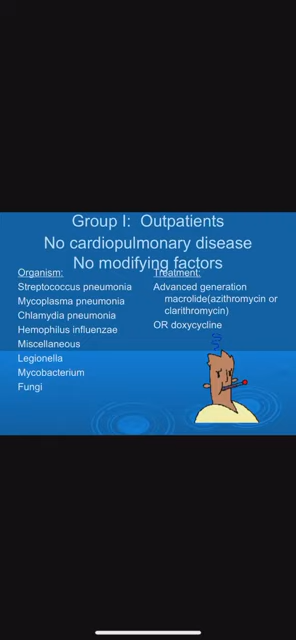 Group I:  Outpatients
No cardiopulmonary disease
No modifying factors
Organism:
Streptococcus pneumonia
Mycoplasma pneumonia
Chlamydia pneumonia
Hemophilus influenzae
Miscellaneous
Legionella
Mycobacterium
Fungi
Treatment:
Advanced generation
macrolide(azithromycin or
clarithromycin)
OR doxycycline